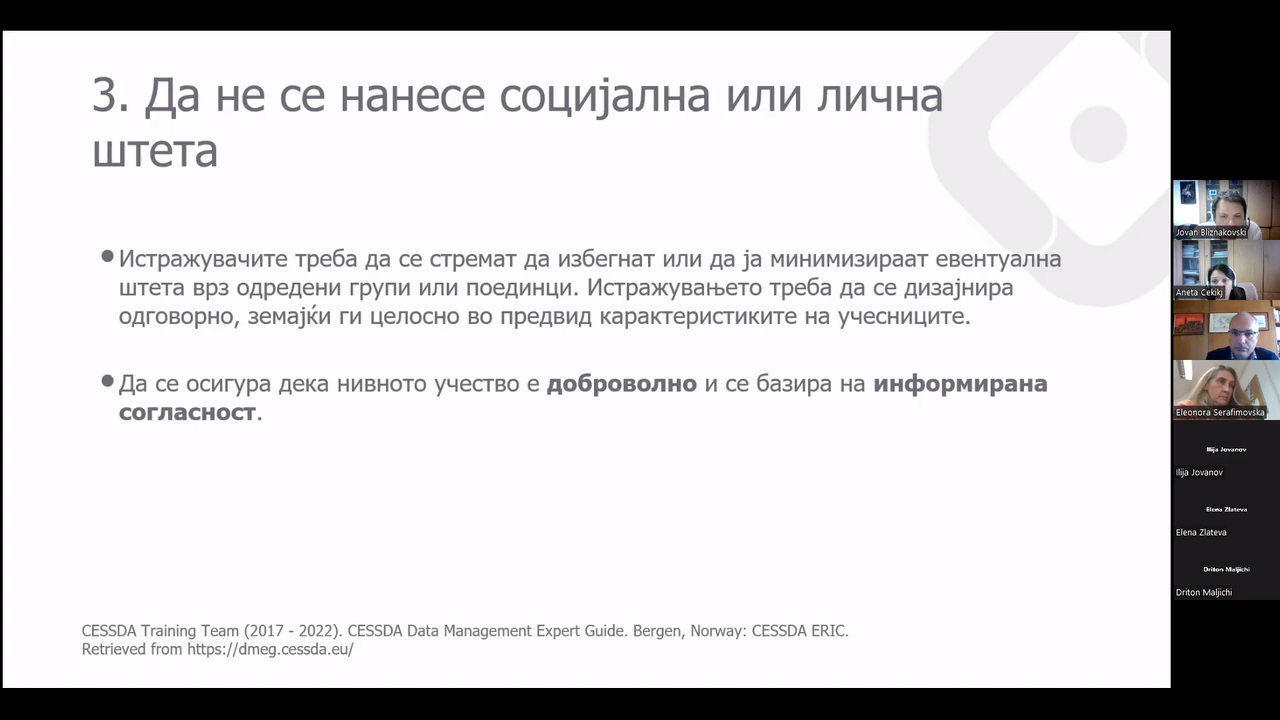 3. Да не се нанесе социјална или лична
штета
●Истражувачите треба да се стремат да избегнат или да ја минимизираат евентуална
штета врз одредени групи или поединци. Истражувањето треба да се дизајнира
одговорно, земајќи ги целосно во предвид карактеристиките на учесниците.
●Да се осигура дека нивното учество е доброволно и се базира на информирана
согласност.
CESSDA Training Team (2017 - 2022). CESSDA Data Management Expert Guide. Bergen, Norway: CESSDA ERIC.
Retrieved from https://dmeg.cessda.eu/
Jovan Bliznakovski
Aneta Cekikj
Eleonora Serafimovska
Ilija Jovanov
Ilija Jovanov
Elena Zlateva
Elena Zlateva
Driton Maljichi
Driton Maljichi